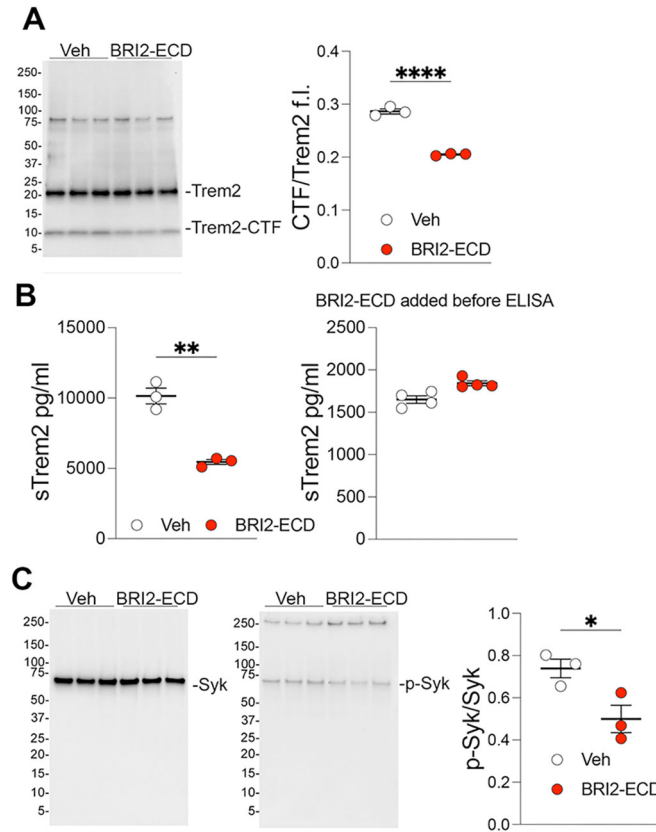 A
Veh BRI2-ECD
250-
150-
100-
75-
50-
37-
25-
20-
15-
10-
5-
-Trem2
-Trem2-CTF
CTF/Trem2 f.l.
0.4
0.3
0.2
0.1
0.0
****
Veh
BRI2-ECD
B
sTrem2 pg/ml
15000
10000
5000
0
**
Veh BRI2-ECD
BRI2-ECD added before ELISA
sTrem2 pg/ml
2500
2000
1500
1000
500
0
C
Veh BRI2-ECD
250-
150-
100-
75-
50-
37-
25-
20-
15-
10-
5-
-Syk
Veh BRI2-ECD
250-
150-
100-
75-
50-
37-
25-
20-
15-
10-
5-
-p-Syk
p-Syk/Syk
1.0
0.8
0.6
0.4
0.2
0.0
*
Veh
BRI2-ECD